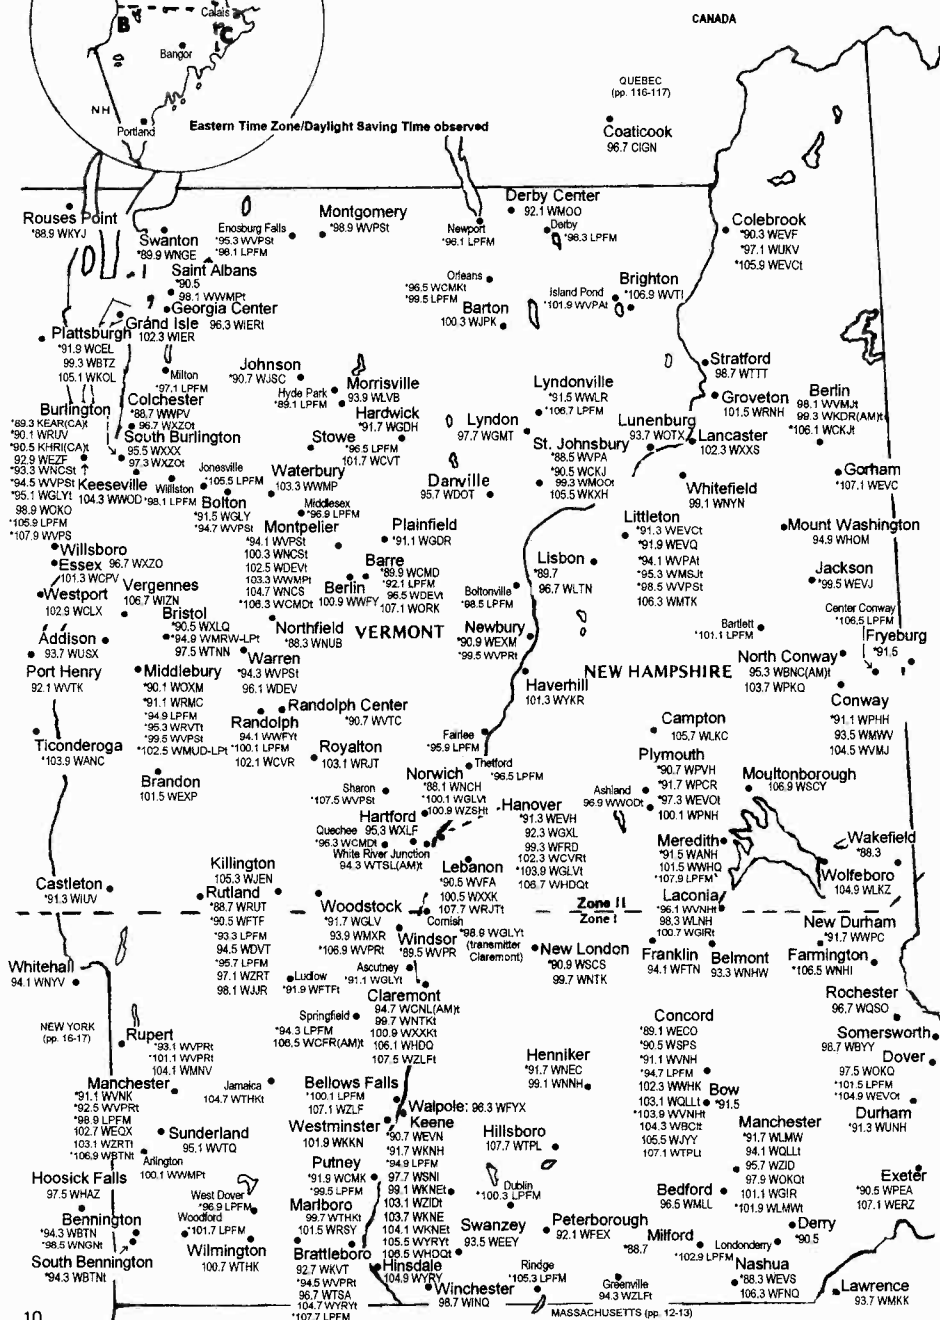 CANADA
Calais
B
C
Bangor
NH
Portland
QUEBEC
(pp. 116-117)
Eastern Time Zone/Daylight Saving Time observed
Coaticook
96.7 CIGN
Rouses Point
*88.9 WKYJ
Swanton
*89.9 WNGE
Enosburg Falls
*95.3 WVPSt
*98.1 LPFM
Montgomery
*98.9 WVPSt
Newport
*96.1 LPFM
Derby Center
92.1 WMOO
Derby
*96.3 LPFM
Colebrook
*90.3 WEVF
*97.1 WUKV
*105.9 WEVCt
Saint Albans
*90.5
98.1 WWMPt
Georgia Center
96.3 WIERt
Grand Isle
102.3 WIER
Orleans
*96.5 WCMKt
*99.5 LPFM
Barton
100.3 WJPK
Island Pond
*101.9 WVPAt
Brighton
*106.9 WVTI
Plattsburgh
*91.9 WCEL
99.3 WBTZ
105.1 WKOL
Milton
*97.1 LPFM
Johnson
*90.7 WJSC
Hyde Park
*89.1 LPFM
Morrisville
93.9 WLVB
Hardwick
*91.7 WGDH
Stowe
*96.5 LPFM
101.7 WCVT
Lyndonville
*91.5 WWLR
*106.7 LPFM
Lyndon
97.7 WGMT
St. Johnsbury
*88.5 WVPA
*90.5 WCKJ
99.3 WMOOt
105.5 WKXH
Lunenburg
93.7 WOTX
Stratford
98.7 WTTT
Groveton
101.5 WRNH
Lancaster
102.3 WXXS
Berlin
98.1 WVMJt
99.3 WKDR(AM)t
*106.1 WCKJt
Burlington
*89.3 KEAR(CA)t
*90.1 WRUV
*90.5 KHRI(CA)t
92.9 WEZF
*93.3 WNCSt
*94.5 WVPSt
*95.1 WGLYt
98.9 WOKO
*105.9 LPFM
*107.9 WVPS
Colchester
*88.7 WWPV
96.7 WXZOt
South Burlington
95.5 WXXX
97.3 WXZOt
Keeseville
104.3 WWOD
Williston
*98.1 LPFM
Jonesville
*105.5 LPFM
Bolton
*91.5 WGLY
*94.7 WVPSt
Waterbury
103.3 WWMP
Middlesex
*96.9 LPFM
Danville
95.7 WDOT
Whitefield
99.1 WNYN
Gorham
*107.1 WEVC
Montpelier
*94.1 WVPSt
100.3 WNCSt
102.5 WDEVt
103.3 WWMPt
104.7 WNCS
*106.3 WCMDt
Plainfield
*91.1 WGDR
Barre
*89.9 WCMD
*92.1 LPFM
96.5 WDEVt
107.1 WORK
Berlin
100.9 WWFY
Littleton
*91.3 WEVCt
*91.9 WEVQ
*94.1 WVPAt
*95.3 WMSJt
*98.5 WVPSt
106.3 WMTK
Mount Washington
94.9 WHOM
Willsboro
96.7 WXZO
Essex
*101.3 WCPV
Westport
102.9 WCLX
Vergennes
106.7 WIZN
Lisbon
*89.7
96.7 WLTN
Boltonville
*98.5 LPFM
Jackson
*99.5 WEVJ
Center Conway
*106.5 LPFM
Fryeburg
*91.5
Bristol
*90.5 WXLQ
*94.9 WMRW-LPt
97.5 WTNN
Northfield
*88.3 WNUB
VERMONT
Newbury
*90.9 WEXM
*99.5 WVPRt
Bartlett
*101.1 LPFM
Addison
93.7 WUSX
Port Henry
92.1 WVTK
Warren
*94.3 WVPSt
96.1 WDEV
NEW HAMPSHIRE
North Conway
95.3 WBNC(AM)t
103.7 WPKQ
Middlebury
*90.1 WOXM
*91.1 WRMC
*94.9 LPFM
*95.3 WRVTt
*99.5 WVPSt
*102.5 WMUD-LPt
Haverhill
101.3 WYKR
Conway
*91.1 WPHH
93.5 WMWV
104.5 WVMJ
Randolph Center
*90.7 WVTC
Randolph
94.1 WWFYt
*100.1 LPFM
102.1 WCVR
Campton
105.7 WLKC
Ticonderoga
*103.9 WANC
Royalton
103.1 WRJT
Fairlee
*95.9 LPFM
Thetford
*96.5 LPFM
Plymouth
*90.7 WPVH
*91.7 WPCR
*97.3 WEVOt
100.1 WPNH
Brandon
101.5 WEXP
Norwich
*88.1 WNCH
*100.1 WGLVt
*100.9 WZSHt
Moultonborough
106.9 WSCY
Sharon
*107.5 WVPSt
Ashland
96.9 WWODt
Hartford
95.3 WXLF
Quechee
*96.3 WCMDt
White River Junction
94.3 WTSL(AM)t
Hanover
*91.3 WEVH
92.3 WGXL
99.3 WFRD
102.3 WCVRt
*103.9 WGLVt
106.7 WHDQt
Meredith
*91.5 WANH
101.5 WWHQ
*107.9 LPFM
Wakefield
*88.3
Wolfeboro
104.9 WLKZ
Killington
105.3 WJEN
Lebanon
*90.5 WVFA
100.5 WXXK
107.7 WRJTt
Castleton
*91.3 WIUV
Rutland
*88.7 WRUT
*90.5 WFTF
*93.3 LPFM
94.5 WDVT
*95.7 LPFM
97.1 WZRT
98.1 WJJR
Laconia
*96.1 WVNHt
98.3 WLNH
100.7 WGIRt
Woodstock
*91.7 WGLV
93.9 WMXR
*106.9 WVPRt
Zone II
Zone I
Cornish
*98.9 WGLYt
(transmitter
Claremont)
Windsor
*89.5 WVPR
New Durham
*91.7 WWPC
New London
*90.9 WSCS
99.7 WNTK
Franklin
94.1 WFTN
Belmont
93.3 WNHW
Farmington
*106.5 WNHI
Whitehall
94.1 WNYV
Ludlow
*91.9 WFTFt
Ascutney
*91.1 WGLYt
Claremont
94.7 WCNL(AM)t
99.7 WNTKt
100.9 WXXKt
106.1 WHDQ
107.5 WZLFt
Rochester
96.7 WQSO
Springfield
*94.3 LPFM
106.5 WCFR(AM)t
Concord
*89.1 WECO
*90.5 WSPS
*91.1 WVNH
*94.7 LPFM
102.3 WWHK
103.1 WQLLt
*103.9 WVNHt
104.3 WBCIt
105.5 WJYY
107.1 WTPLt
NEW YORK
(pp. 16-17)
Rupert
*93.1 WVPRt
*101.1 WVPRt
104.1 WMNV
Somersworth
98.7 WBYY
Dover
97.5 WOKQ
*101.5 LPFM
*104.9 WEVOt
Henniker
*91.7 WNEC
99.1 WNNH
Manchester
*91.1 WVNK
*92.5 WVPRt
*98.9 LPFM
102.7 WEQX
103.1 WZRTt
*106.9 WBTNt
Jamaica
104.7 WTHKt
Bellows Falls
*100.1 LPFM
107.1 WZLF
Bow
*91.5
Walpole: 96.3 WFYX
Durham
*91.3 WUNH
Westminster
101.9 WKKN
Keene
*90.7 WEVN
*91.7 WKNH
*94.9 LPFM
97.7 WSNI
99.1 WKNEt
103.1 WZIDt
103.7 WKNE
104.1 WKNEt
105.5 WYRYt
106.5 WHDQt
Hillsboro
107.7 WTPL
Manchester
*91.7 WLMW
94.1 WQLLt
95.7 WZID
97.9 WOKQt
101.1 WGIR
*101.9 WLMWt
Sunderland
95.1 WVTQ
Arlington
100.1 WWMPt
Putney
*91.9 WCMK
*99.5 LPFM
Hoosick Falls
97.5 WHAZ
West Dover
*96.9 LPFM
Dublin
*100.3 LPFM
Bedford
96.5 WMLL
Exeter
*90.5 WPEA
107.1 WERZ
Bennington
*94.3 WBTN
*98.5 WNGNt
Woodford
*101.7 LPFM
Marlboro
99.7 WTHKt
101.5 WRSY
Swanzey
93.5 WEEY
Peterborough
92.1 WFEX
Milford
*88.7
Derry
*90.5
Londonderry
*102.9 LPFM
South Bennington
*94.3 WBTNt
Wilmington
100.7 WTHK
Brattleboro
92.7 WKVT
*94.5 WVPRt
96.7 WTSA
104.7 WYRYt
*107.7 LPFM
Hinsdale
104.9 WYRY
Winchester
98.7 WINQ
Rindge
*105.3 LPFM
Greenville
94.3 WZLFt
Nashua
*88.3 WEVS
106.3 WFNQ
Lawrence
93.7 WMKK
MASSACHUSETTS (pp. 12-13)
10